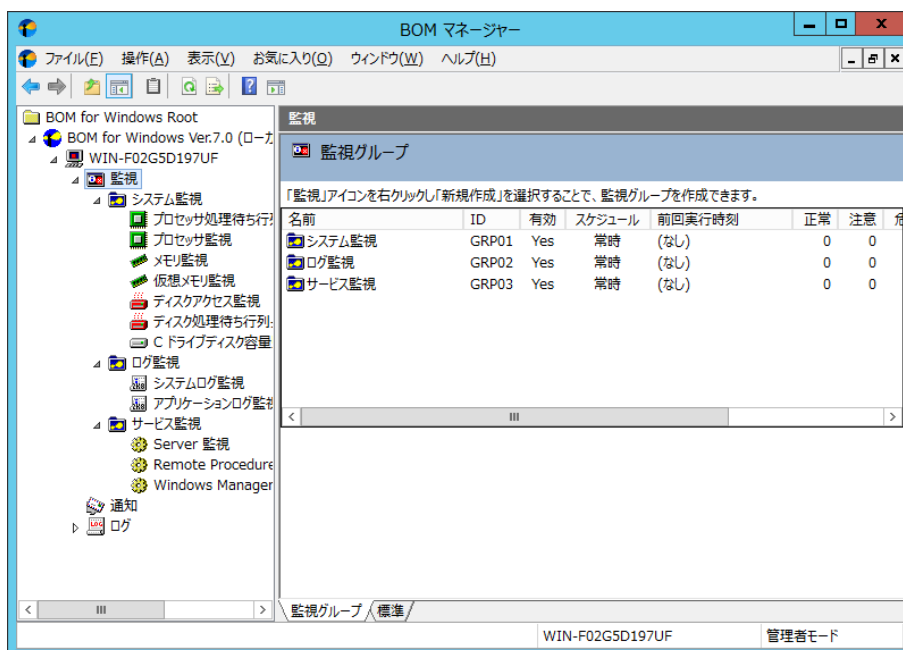 BOM マネージャー
ファイル(F) 操作(A) 表示(V) お気に入り(O) ウィンドウ(W) ヘルプ(H)
BOM for Windows Root
BOM for Windows Ver.7.0 (ローカ
WIN-F02G5D197UF
監視
システム監視
プロセッサ処理待ち行
プロセッサ監視
メモリ監視
仮想メモリ監視
ディスクアクセス監視
ディスク処理待ち行列
C ドライブディスク容量
ログ監視
システムログ監視
アプリケーションログ監視
サービス監視
Server 監視
Remote Procedure
Windows Manager
通知
ログ
監視
監視グループ
「監視」アイコンを右クリックし「新規作成」を選択することで、監視グループを作成できます。
名前 ID 有効 スケジュール 前回実行時刻 正常 注意
システム監視 GRP01 Yes 常時 (なし) 0 0
ログ監視 GRP02 Yes 常時 (なし) 0 0
サービス監視 GRP03 Yes 常時 (なし) 0 0
監視グループ 標準
WIN-F02G5D197UF 管理者モード